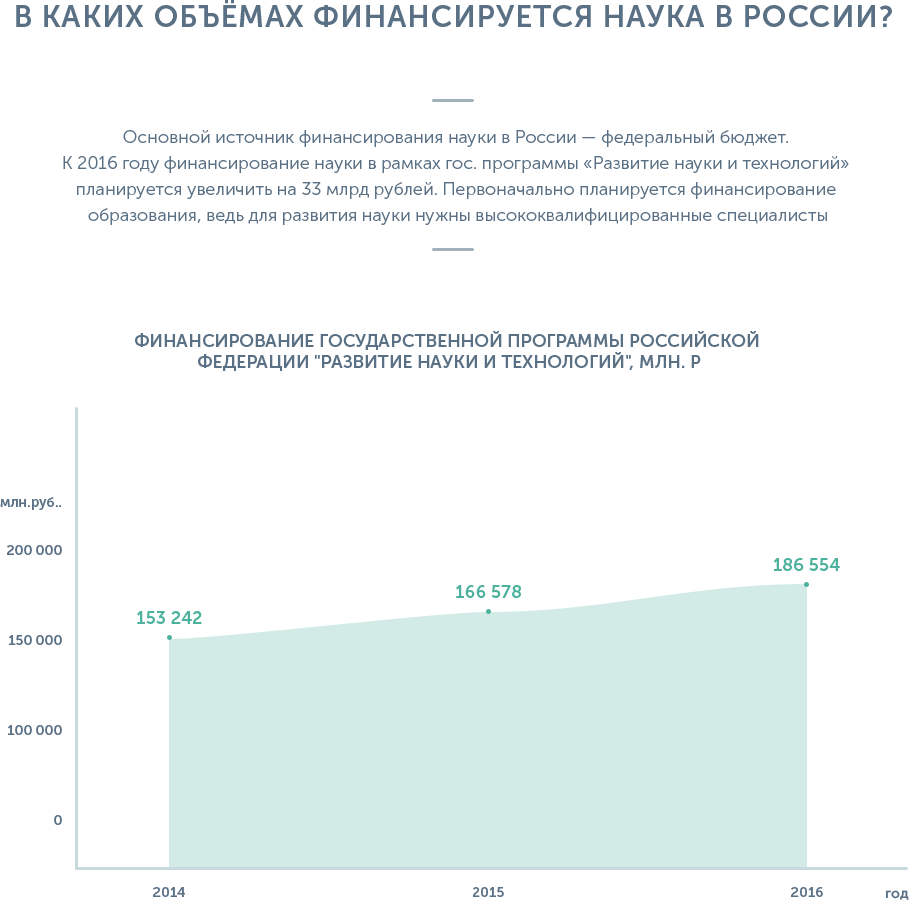 В КАКИХ ОБЪЁМАХ ФИНАНСИРУЕТСЯ НАУКА В РОССИИ?
Основной источник финансирования науки в России — федеральный бюджет.
К 2016 году финансирование науки в рамках гос. программы «Развитие науки и технологий»
планируется увеличить на 33 млрд рублей. Первоначально планируется финансирование
образования, ведь для развития науки нужны высококвалифицированные специалисты
ФИНАНСИРОВАНИЕ ГОСУДАРСТВЕННОЙ ПРОГРАММЫ РОССИЙСКОЙ
ФЕДЕРАЦИИ "РАЗВИТИЕ НАУКИ И ТЕХНОЛОГИЙ", МЛН. Р
млн.руб..
200 000
186 554
166 578
153 242
150 000
100 000
0
2014
2015
2016
год